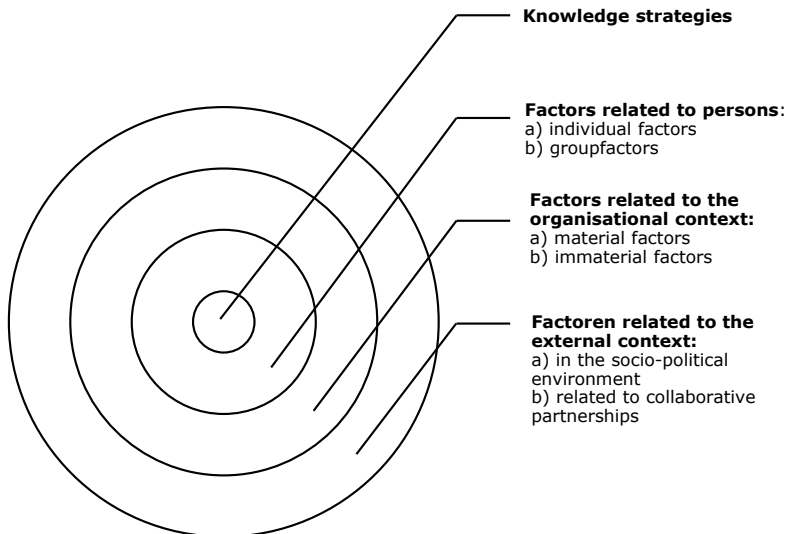 Knowledge strategies
Factors related to persons:
a) individual factors
b) groupfactors
Factors related to the
organisational context:
a) material factors
b) immaterial factors
Factoren related to the
external context:
a) in the socio-political
environment
b) related to collaborative
partnerships